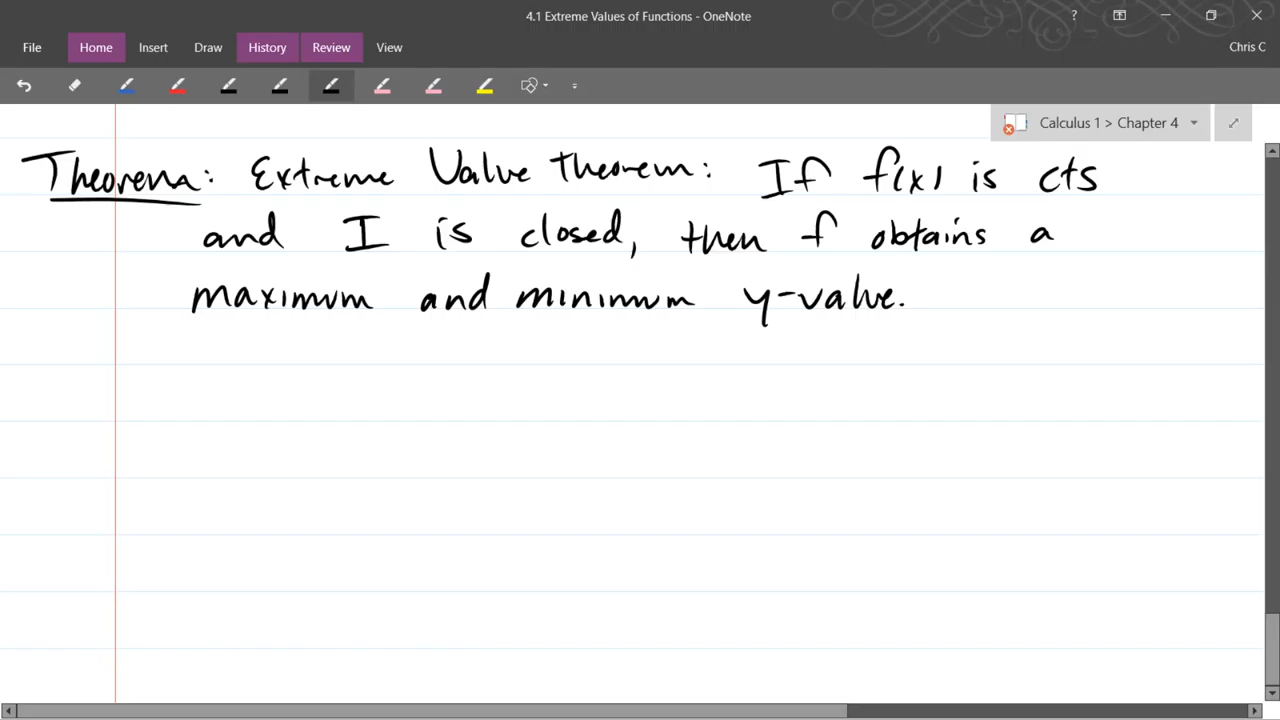 4.1 Extreme Values of Functions - OneNote
?
File Home Insert Draw History Review View
Chris C
Calculus 1 > Chapter 4
Theorem: Extreme Value Theorem: If f(x) is cts
and I is closed, then f obtains a
maximum and minimum y-value.